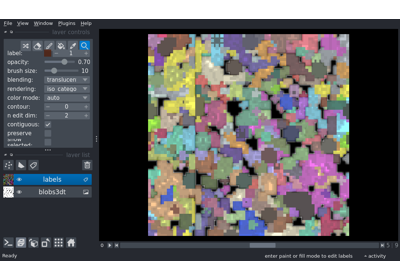 File View Plugins Window Help
layer controls
label: 1
opacity: 0.70
brush size: 10
blending: translucen
rendering: iso_catego
color mode: auto
contour: 0
n edit dim: 2
contiguous:
preserve
show
selected:
layer list
labels
blobs3dt
Ready
enter paint or fill mode to edit labels
activity